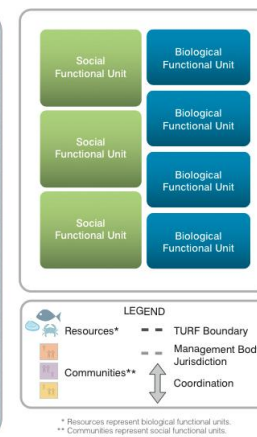 Social
Functional Unit
Social
Functional Unit
Social
Functional Unit
Biological
Functional Unit
Biological
Functional Unit
Biological
Functional Unit
Biological
Functional Unit
LEGEND
Resources*
Communities**
TURF Boundary
Management Bod
Jurisdiction
Coordination
* Resources represent biological functional units.
** Communities represent social functional units.